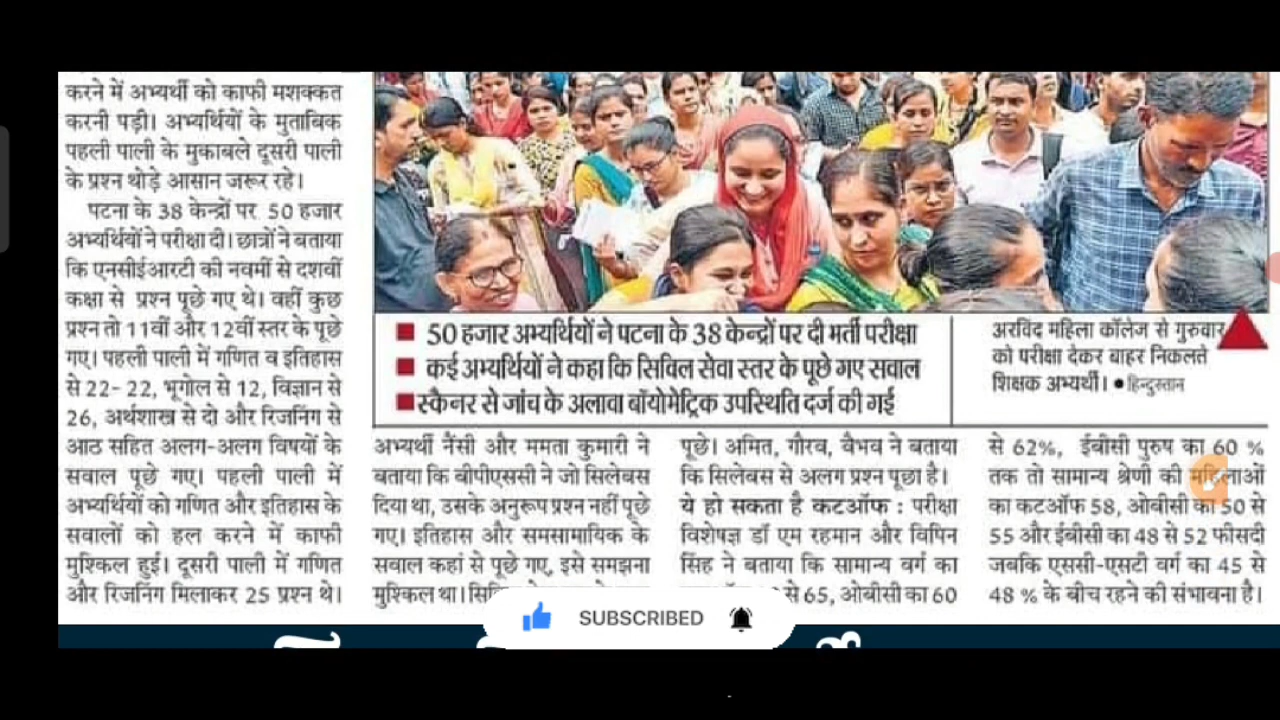 करने में अभ्यर्थी को काफी मशक्कत
करनी पड़ी। अभ्यर्थियों के मुताबिक
पहली पाली के मुकाबले दूसरी पाली
के प्रश्न थोड़े आसान जरूर रहे।
पटना के 38 केन्द्रों पर 50 हजार
अभ्यर्थियों ने परीक्षा दी। छात्रों ने बताया
कि एनसीईआरटी की नवमीं से दशवीं
कक्षा से प्रश्न पूछे गए थे। वहीं कुछ
प्रश्न तो 11वीं और 12वीं स्तर के पूछे
गए। पहली पाली में गणित व इतिहास
से 22- 22, भूगोल से 12, विज्ञान से
26, अर्थशाख से दो और रिजनिंग से
आठ सहित अलग-अलग विषयों के
सवाल पूछे गए। पहली पाली में
अभ्यर्थियों को गणित और इतिहास के
सवालों को हल करने में काफी
मुश्किल हुई। दूसरी पाली में गणित
और रिजनिंग मिलाकर 25 प्रश्न थे।
50 हजार अभ्यर्थियों ने पटना के 38 केन्द्रों पर दी भर्ती परीक्षा
कई अभ्यर्थियों ने कहा कि सिविल सेवा स्तर के पूछे गए सवाल
स्कैनर से जांच के अलावा बॉयोमेट्रिक उपस्थिति दर्ज की गई
अरविंद महिला कॉलेज से गुरुवार
को परीक्षा देकर बाहर निकलते
शिक्षक अभ्यर्थी। ● हिन्दुस्तान
अभ्यर्थी नैंसी और ममता कुमारी ने
बताया कि बीपीएससी ने जो सिलेबस
दिया था, उसके अनुरूप प्रश्न नहीं पूछे
गए। इतिहास और समसामायिक के
सवाल कहां से पूछे गए, इसे समझना
मुश्किल था।
पूछे। अमित, गौरव, वैभव ने बताया
कि सिलेबस से अलग प्रश्न पूछा है।
ये हो सकता है कटऑफ : परीक्षा
विशेषज्ञ डॉ एम रहमान और विपिन
सिंह ने बताया कि सामान्य वर्ग का
से 65, ओबीसी का 60
से 62%, ईबीसी पुरुष का 60 %
तक तो सामान्य श्रेणी की महिलाओं
का कटऑफ 58, ओबीसी का 50 से
55 और ईबीसी का 48 से 52 फीसदी
जबकि एससी-एसटी वर्ग का 45 से
48 % के बीच रहने की संभावना है।
SUBSCRIBED